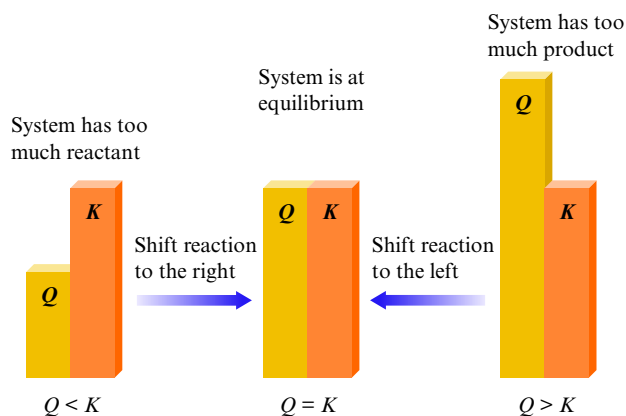 System has too
much reactant
Q
K
Q < K
Shift reaction
to the right
System is at
equilibrium
Q
K
Q = K
Shift reaction
to the left
System has too
much product
Q
K
Q > K